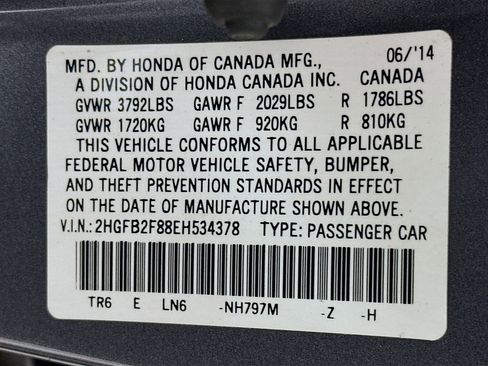 MFD. BY HONDA OF CANADA MFG., 06/'14
A DIVISION OF HONDA CANADA INC. CANADA
GVWR 3792LBS GAWR F 2029LBS R 1786LBS
GVWR 1720KG GAWR F 920KG R 810KG
THIS VEHICLE CONFORMS TO ALL APPLICABLE
FEDERAL MOTOR VEHICLE SAFETY, BUMPER,
AND THEFT PREVENTION STANDARDS IN EFFECT
ON THE DATE OF MANUFACTURE SHOWN ABOVE.
V.I.N.:2HGFB2F88EH534378 TYPE: PASSENGER CAR
TR6 E LN6 -NH797M -Z -H